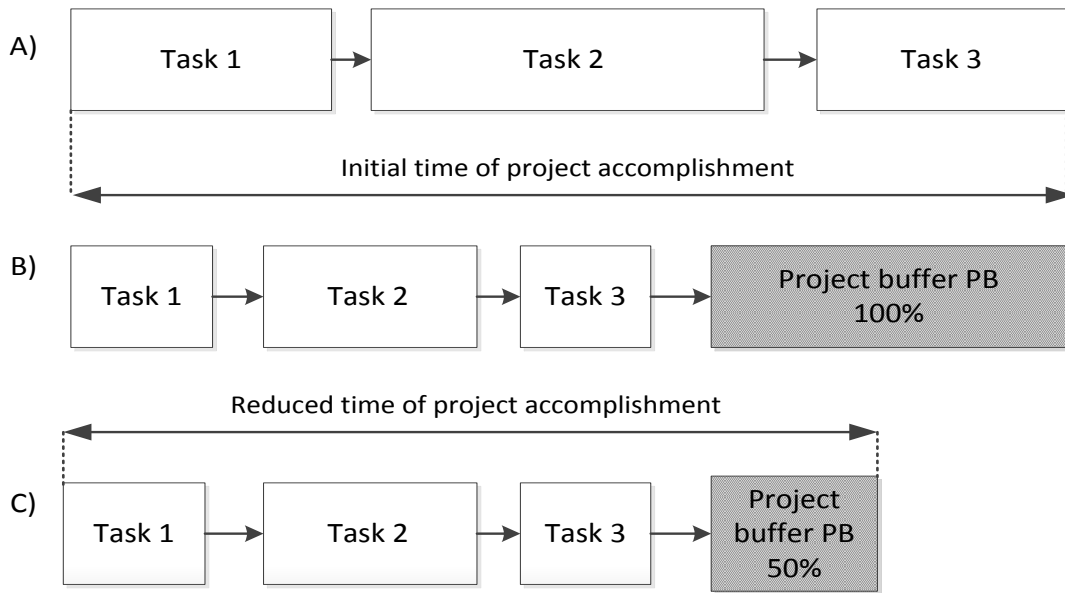 A)
Task 1
Task 2
Task 3
Initial time of project accomplishment
B)
Task 1
Task 2
Task 3
Project buffer PB
100%
Reduced time of project accomplishment
C)
Task 1
Task 2
Task 3
Project
buffer PB
50%